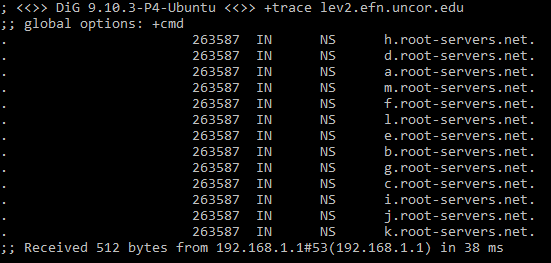 ; <<>> DiG 9.10.3-P4-Ubuntu <<>> +trace lev2.efn.uncor.edu
;; global options: +cmd
. 263587 IN NS h.root-servers.net.
. 263587 IN NS d.root-servers.net.
. 263587 IN NS a.root-servers.net.
. 263587 IN NS m.root-servers.net.
. 263587 IN NS f.root-servers.net.
. 263587 IN NS l.root-servers.net.
. 263587 IN NS e.root-servers.net.
. 263587 IN NS b.root-servers.net.
. 263587 IN NS g.root-servers.net.
. 263587 IN NS c.root-servers.net.
. 263587 IN NS i.root-servers.net.
. 263587 IN NS j.root-servers.net.
. 263587 IN NS k.root-servers.net.
;; Received 512 bytes from 192.168.1.1#53(192.168.1.1) in 38 ms